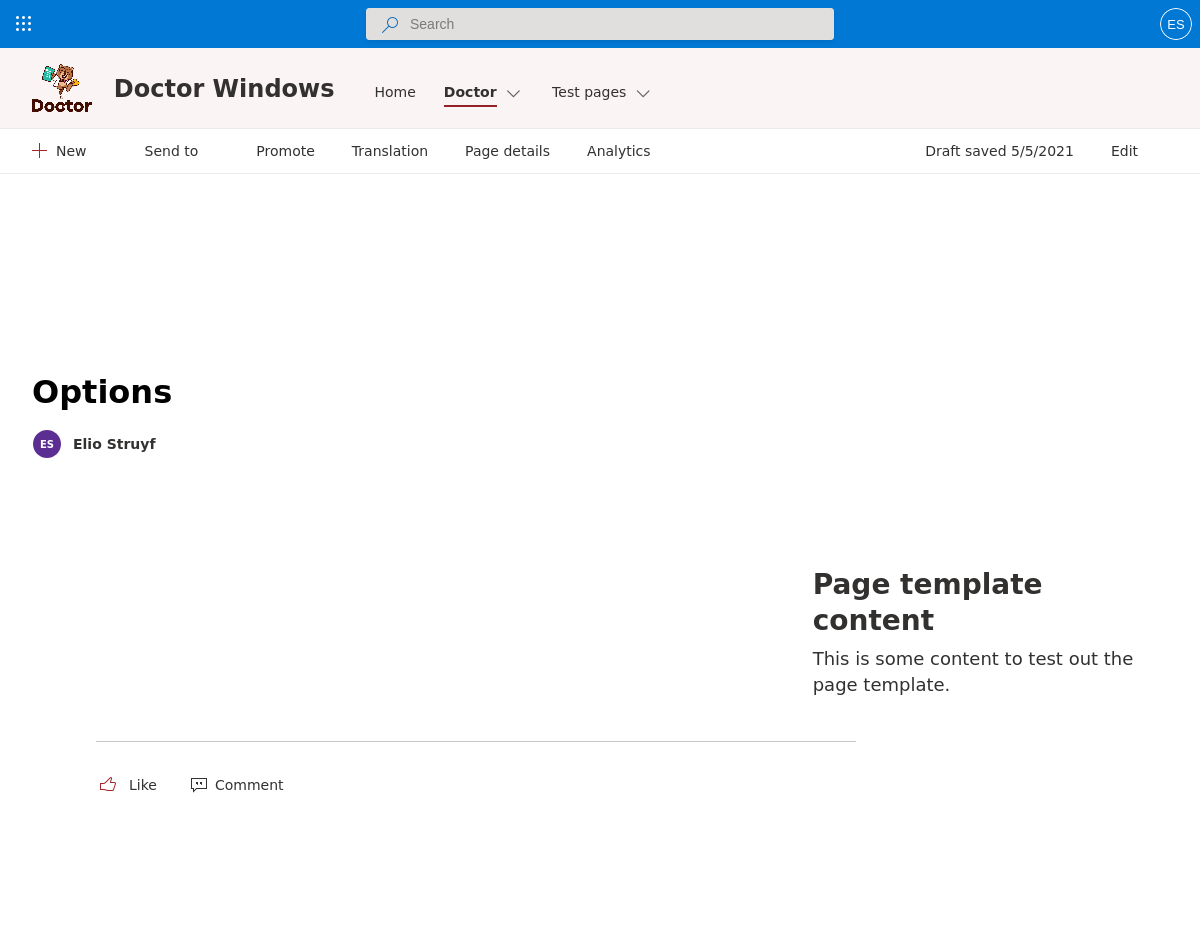 Search
ES
Doctor
Doctor Windows
Home
Doctor
Test pages
New
Send to
Promote
Translation
Page details
Analytics
Draft saved 5/5/2021
Edit
Options
ES
Elio Struyf
Page template
content
This is some content to test out the
page template.
Like
Comment